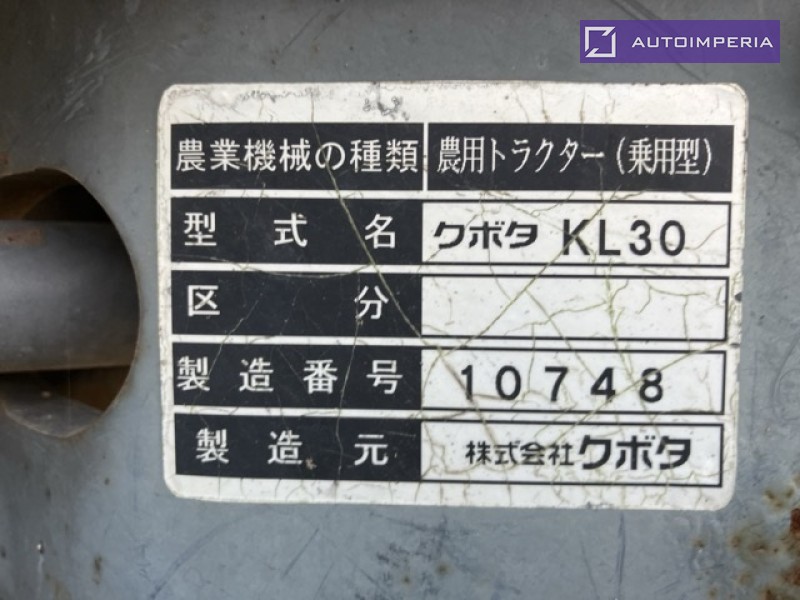 AUTOIMPERIA
農業機械の種類 農用トラクター(乗用型)
型式名 クボタ KL30
区分
製造番号 10748
製造元 株式会社クボタ